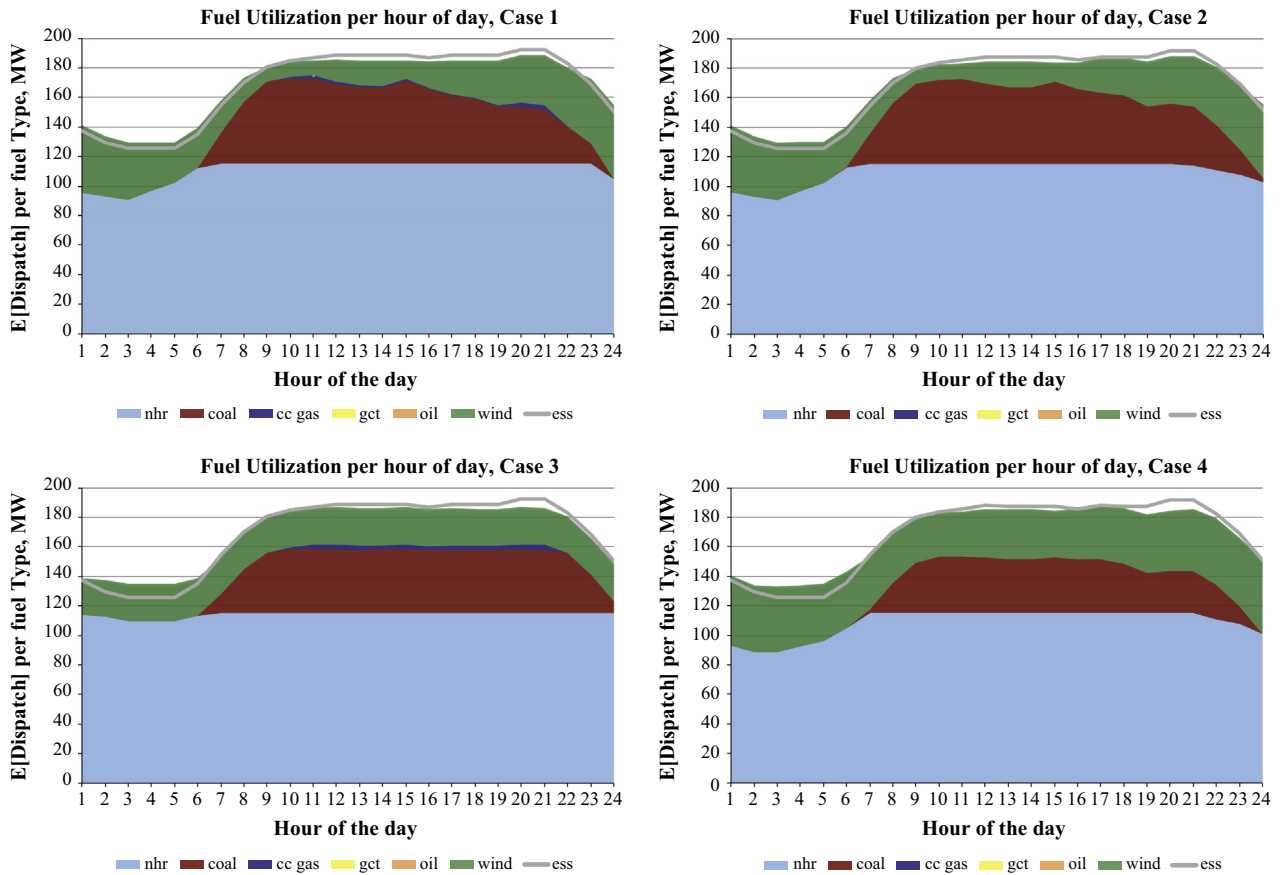 Fuel Utilization per hour of day, Case 1
E[Dispatch] per fuel Type, MW
200
180
160
140
120
100
80
60
40
20
0
1 2 3 4 5 6 7 8 9 10 11 12 13 14 15 16 17 18 19 20 21 22 23 24
Hour of the day
nhr coal cc gas gct oil wind ess
Fuel Utilization per hour of day, Case 2
E[Dispatch] per fuel Type, MW
200
180
160
140
120
100
80
60
40
20
0
1 2 3 4 5 6 7 8 9 10 11 12 13 14 15 16 17 18 19 20 21 22 23 24
Hour of the day
nhr coal cc gas gct oil wind ess
Fuel Utilization per hour of day, Case 3
E[Dispatch] per fuel Type, MW
200
180
160
140
120
100
80
60
40
20
0
1 2 3 4 5 6 7 8 9 10 11 12 13 14 15 16 17 18 19 20 21 22 23 24
Hour of the day
nhr coal cc gas gct oil wind ess
Fuel Utilization per hour of day, Case 4
E[Dispatch] per fuel Type, MW
200
180
160
140
120
100
80
60
40
20
0
1 2 3 4 5 6 7 8 9 10 11 12 13 14 15 16 17 18 19 20 21 22 23 24
Hour of the day
nhr coal cc gas gct oil wind ess